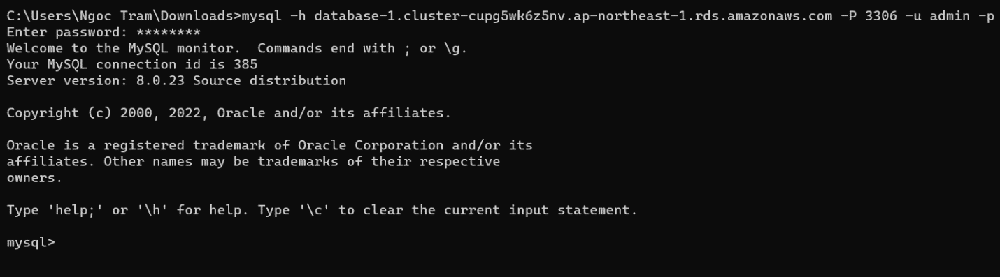 C:\Users\Ngoc Tram\Downloads>mysql -h database-1.cluster-cupg5wk6z5nv.ap-northeast-1.rds.amazonaws.com -P 3306 -u admin -p
Enter password: ********
Welcome to the MySQL monitor.  Commands end with ; or \g.
Your MySQL connection id is 385
Server version: 8.0.23 Source distribution
Copyright (c) 2000, 2022, Oracle and/or its affiliates.
Oracle is a registered trademark of Oracle Corporation and/or its
affiliates. Other names may be trademarks of their respective
owners.
Type 'help;' or '\h' for help. Type '\c' to clear the current input statement.
mysql>